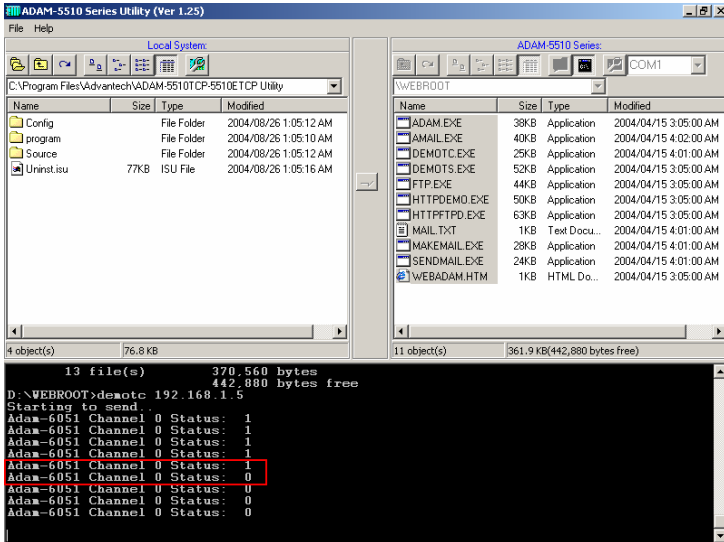 ADAM-5510 Series Utility (Ver 1.25)
File Help
Local System:
C:\Program Files\Advantech\ADAM-5510TCP-5510ETCP Utility
Name Size Type Modified
Config File Folder 2004/08/26 1:05:12 AM
program File Folder 2004/08/26 1:05:10 AM
Source File Folder 2004/08/26 1:05:12 AM
Uninst.isu 77KB ISU File 2004/08/26 1:05:16 AM
4 object(s) 76.8 KB
ADAM-5510 Series:
COM1
\WEBROOT
Name Size Type Modified
ADAM.EXE 38KB Application 2004/04/15 3:05:00 AM
AMAIL.EXE 40KB Application 2004/04/15 4:02:00 AM
DEMOTC.EXE 25KB Application 2004/04/15 4:01:00 AM
DEMOTS.EXE 52KB Application 2004/04/15 3:05:00 AM
FTP.EXE 44KB Application 2004/04/15 3:05:00 AM
HTTPDEMO.EXE 50KB Application 2004/04/15 3:05:00 AM
HTTPFTPD.EXE 63KB Application 2004/04/15 3:05:00 AM
MAIL.TXT 1KB Text Docu... 2004/04/15 4:01:00 AM
MAKEMAIL.EXE 28KB Application 2004/04/15 4:01:00 AM
SENDMAIL.EXE 24KB Application 2004/04/15 4:01:00 AM
WEBADAM.HTM 1KB HTML Do... 2004/04/15 3:05:00 AM
11 object(s) 361.9 KB(442,880 bytes free)
13 file(s) 370,560 bytes
442,880 bytes free
D:\WEBROOT>demotc 192.168.1.5
Starting to send..
Adam-6051 Channel 0 Status: 1
Adam-6051 Channel 0 Status: 1
Adam-6051 Channel 0 Status: 1
Adam-6051 Channel 0 Status: 1
Adam-6051 Channel 0 Status: 1
Adam-6051 Channel 0 Status: 0
Adam-6051 Channel 0 Status: 0
Adam-6051 Channel 0 Status: 0
Adam-6051 Channel 0 Status: 0